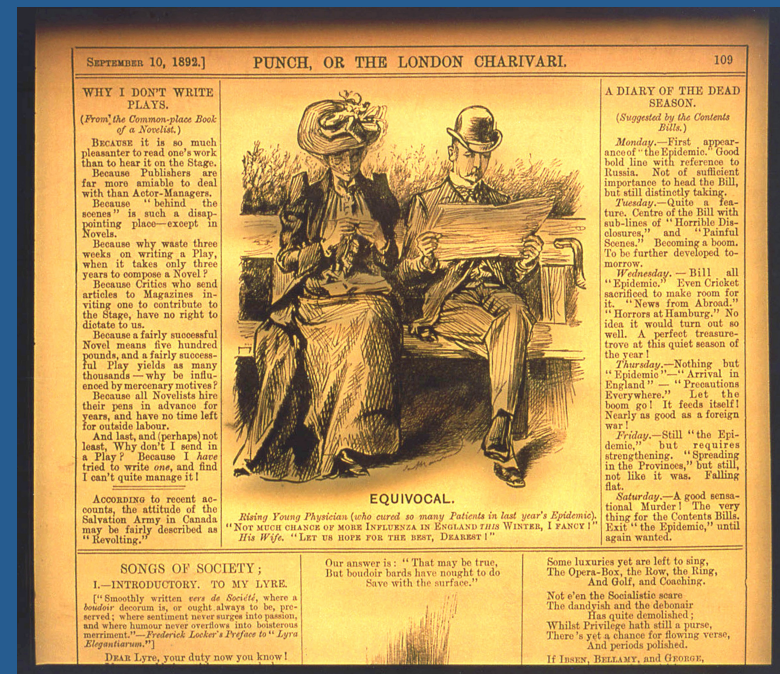 SEPTEMBER 10, 1892.] PUNCH, OR THE LONDON CHARIVARI. 109
WHY I DON'T WRITE
PLAYS.
(From the Common-place Book
of a Novelist.)
BECAUSE it is so much
pleasanter to read one's work
than to hear it on the Stage.
Because Publishers are
far more amiable to deal
with than Actor-Managers.
Because "behind the
scenes" is such a disap-
pointing place—except in
Novels.
Because why waste three
weeks on writing a Play,
when it takes only three
years to compose a Novel?
Because Critics who send
articles to Magazines in-
viting one to contribute to
the Stage, have no right to
dictate to us.
Because a fairly successful
Novel means five hundred
pounds, and a fairly success-
ful Play yields as many
thousands—why be influ-
enced by mercenary motives?
Because all Novelists hire
their pens in advance for
years, and have no time left
for outside labour.
And last, and (perhaps) not
least, Why don't I send in
a Play? Because I have
tried to write one, and find
I can't quite manage it!
ACCORDING to recent ac-
counts, the attitude of the
Salvation Army in Canada
may be fairly described as
"Revolting."
EQUIVOCAL.
Rising Young Physician (who cured so many Patients in last year's Epidemic).
"NOT MUCH CHANCE OF MORE INFLUENZA IN ENGLAND THIS WINTER, I FANCY!"
His Wife. "LET US HOPE FOR THE BEST, DEAREST!"
A DIARY OF THE DEAD
SEASON.
(Suggested by the Contents
Bills.)
Monday.—First appear-
ance of "the Epidemic." Good
bold line with reference to
Russia. Not of sufficient
importance to head the Bill,
but still distinctly taking.
Tuesday.—Quite a fea-
ture. Centre of the Bill with
sub-lines of "Horrible Dis-
closures," and "Painful
Scenes." Becoming a boom.
To be further developed to-
morrow.
Wednesday.—Bill all
"Epidemic." Even Cricket
sacrificed to make room for
it. "News from Abroad."
"Horrors at Hamburg." No
idea it would turn out so
well. A perfect treasure-
trove at this quiet season of
the year!
Thursday.—Nothing but
"Epidemic"—"Arrival in
England"—"Precautions
Everywhere." Let the
boom go! It feeds itself!
Nearly as good as a foreign
war!
Friday.—Still "the Epi-
demic," but requires
strengthening. "Spreading
in the Provinces," but still,
not like it was. Falling
flat.
Saturday.—A good sensa-
tional Murder! The very
thing for the Contents Bills.
Exit "the Epidemic," until
again wanted.
SONGS OF SOCIETY;
I.—INTRODUCTORY. TO MY LYRE.
["Smoothly written vers de Société, where a
boudoir decorum is, or ought always to be, pre-
served; where sentiment never surges into passion,
and where humour never overflows into boisterous
merriment."—Frederick Locker's Preface to "Lyra
Elegantiarum."]
DEAR Lyre, your duty now you know!
Our answer is: "That may be true,
But boudoir bards have nought to do
Save with the surface."
Some luxuries yet are left to sing,
The Opera-Box, the Row, the Ring,
And Golf, and Coaching.
Not e'en the Socialistic scare
The dandyish and the debonair
Has quite demolished;
Whilst Privilege hath still a purse,
There's yet a chance for flowing verse,
And periods polished.
If IBSEN, BELLAMY, and GEORGE,